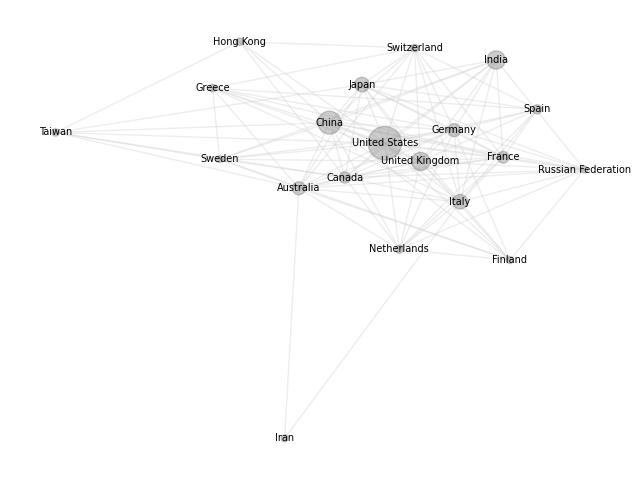 Hong Kong
Switzerland
India
Japan
Greece
Spain
China
Germany
Taiwan
United States
France
Sweden
United Kingdom
Russian Federation
Canada
Australia
Italy
Netherlands
Finland
Iran